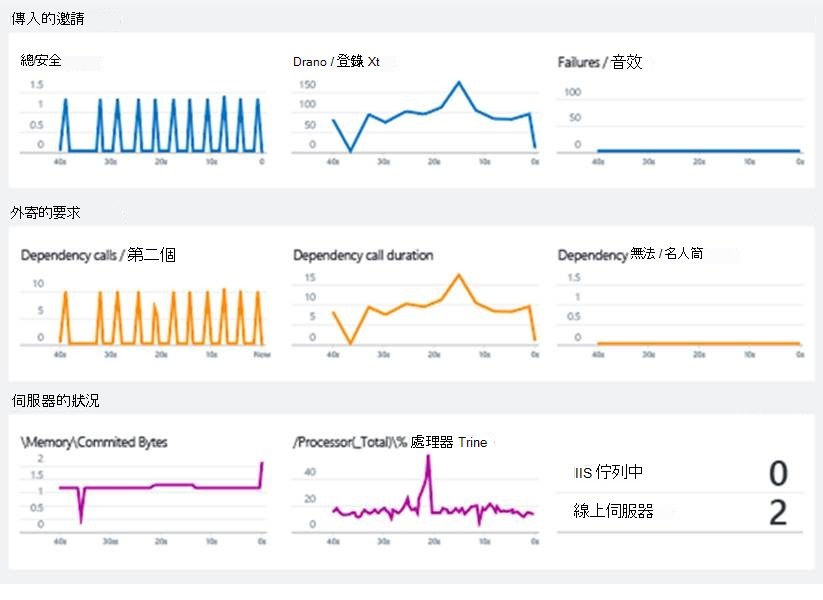 傳入的邀請
總安全
1.5
1
0.5
0
40s 30s 20s 10s 0
Drano / 登錄 Xt
150
100
50
0
40s 30s 20s 10s 0s
Failures / 音效
100
50
0
40s 30s 20s 10s 0s
外寄的要求
Dependency calls / 第二個
10
5
0
40s 30s 20s 10s Now
Dependency call duration
15
10
5
0
40s 30s 20s 10s 0s
Dependency 無法 / 名人筒
1.5
1
0.5
0
40s 30s 20s 10s 0s
伺服器的狀況
\Memory\Commited Bytes
2
1.5
1
0.5
0
40s 30s 20s 10s 0s
/Processor(_Total)\% 處理器 Trine
40
20
0
40s 30s 20s 10s 0s
IIS 佇列中 0
線上伺服器 2